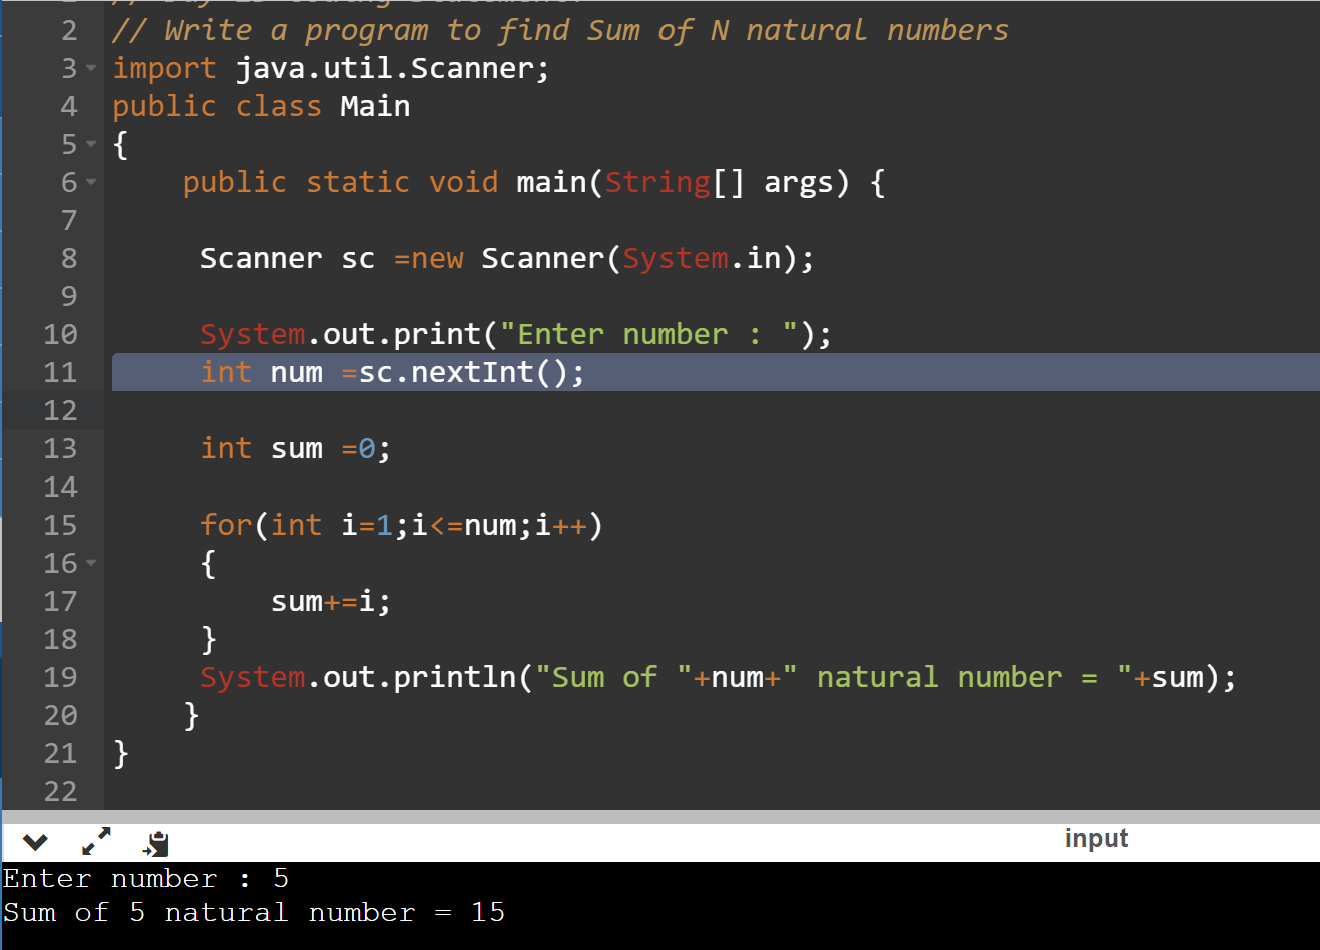 2 // Write a program to find Sum of N natural numbers
3 import java.util.Scanner;
4 public class Main
5 {
6 public static void main(String[] args) {
7
8 Scanner sc =new Scanner(System.in);
9
10 System.out.print("Enter number : ");
11 int num =sc.nextInt();
12
13 int sum =0;
14
15 for(int i=1;i<=num;i++)
16 {
17 sum+=i;
18 }
19 System.out.println("Sum of "+num+" natural number = "+sum);
20 }
21 }
22
input
Enter number : 5
Sum of 5 natural number = 15